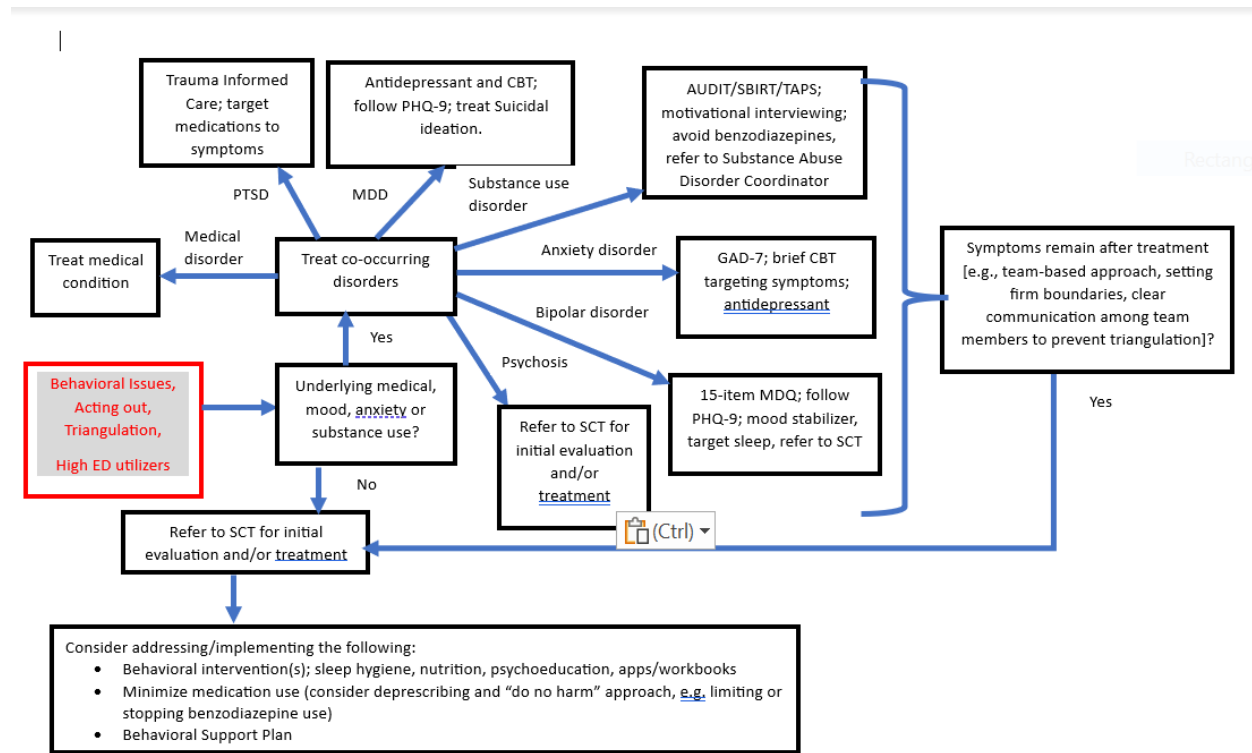 Trauma Informed
Care; target
medications to
symptoms
Antidepressant and CBT;
follow PHQ-9; treat Suicidal
ideation.
AUDIT/SBIRT/TAPS;
motivational interviewing;
avoid benzodiazepines,
refer to Substance Abuse
Disorder Coordinator
Rectang
PTSD
MDD
Substance use
disorder
Medical
disorder
Treat medical
condition
Treat co-occurring
disorders
Anxiety disorder
GAD-7; brief CBT
targeting symptoms;
antidepressant
Symptoms remain after treatment
[e.g., team-based approach, setting
firm boundaries, clear
communication among team
members to prevent triangulation]?
Bipolar disorder
Yes
Psychosis
Behavioral Issues,
Acting out,
Triangulation,
High ED utilizers
Underlying medical,
mood, anxiety or
substance use?
15-item MDQ; follow
PHQ-9; mood stabilizer,
target sleep, refer to SCT
Yes
Refer to SCT for
initial evaluation
and/or
treatment
No
(Ctrl)
Refer to SCT for initial
evaluation and/or treatment
Consider addressing/implementing the following:
• Behavioral intervention(s); sleep hygiene, nutrition, psychoeducation, apps/workbooks
• Minimize medication use (consider deprescribing and “do no harm” approach, e.g. limiting or
stopping benzodiazepine use)
• Behavioral Support Plan